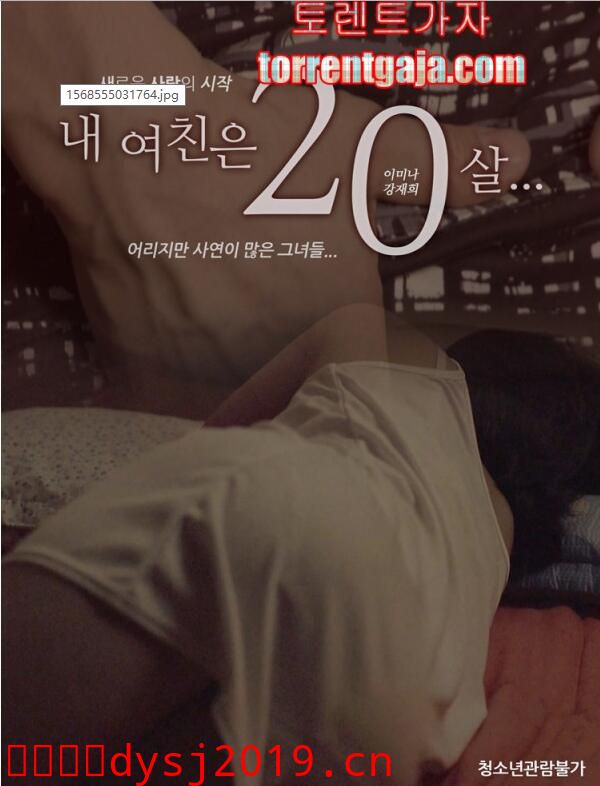 토렌트가자
torrentgaja.com
새로운 사랑의 시작
1568555031764.jpg
내 여친은 20살...
이미나
강재희
어리지만 사연이 많은 그녀들...
dysj2019.cn
청소년관람불가